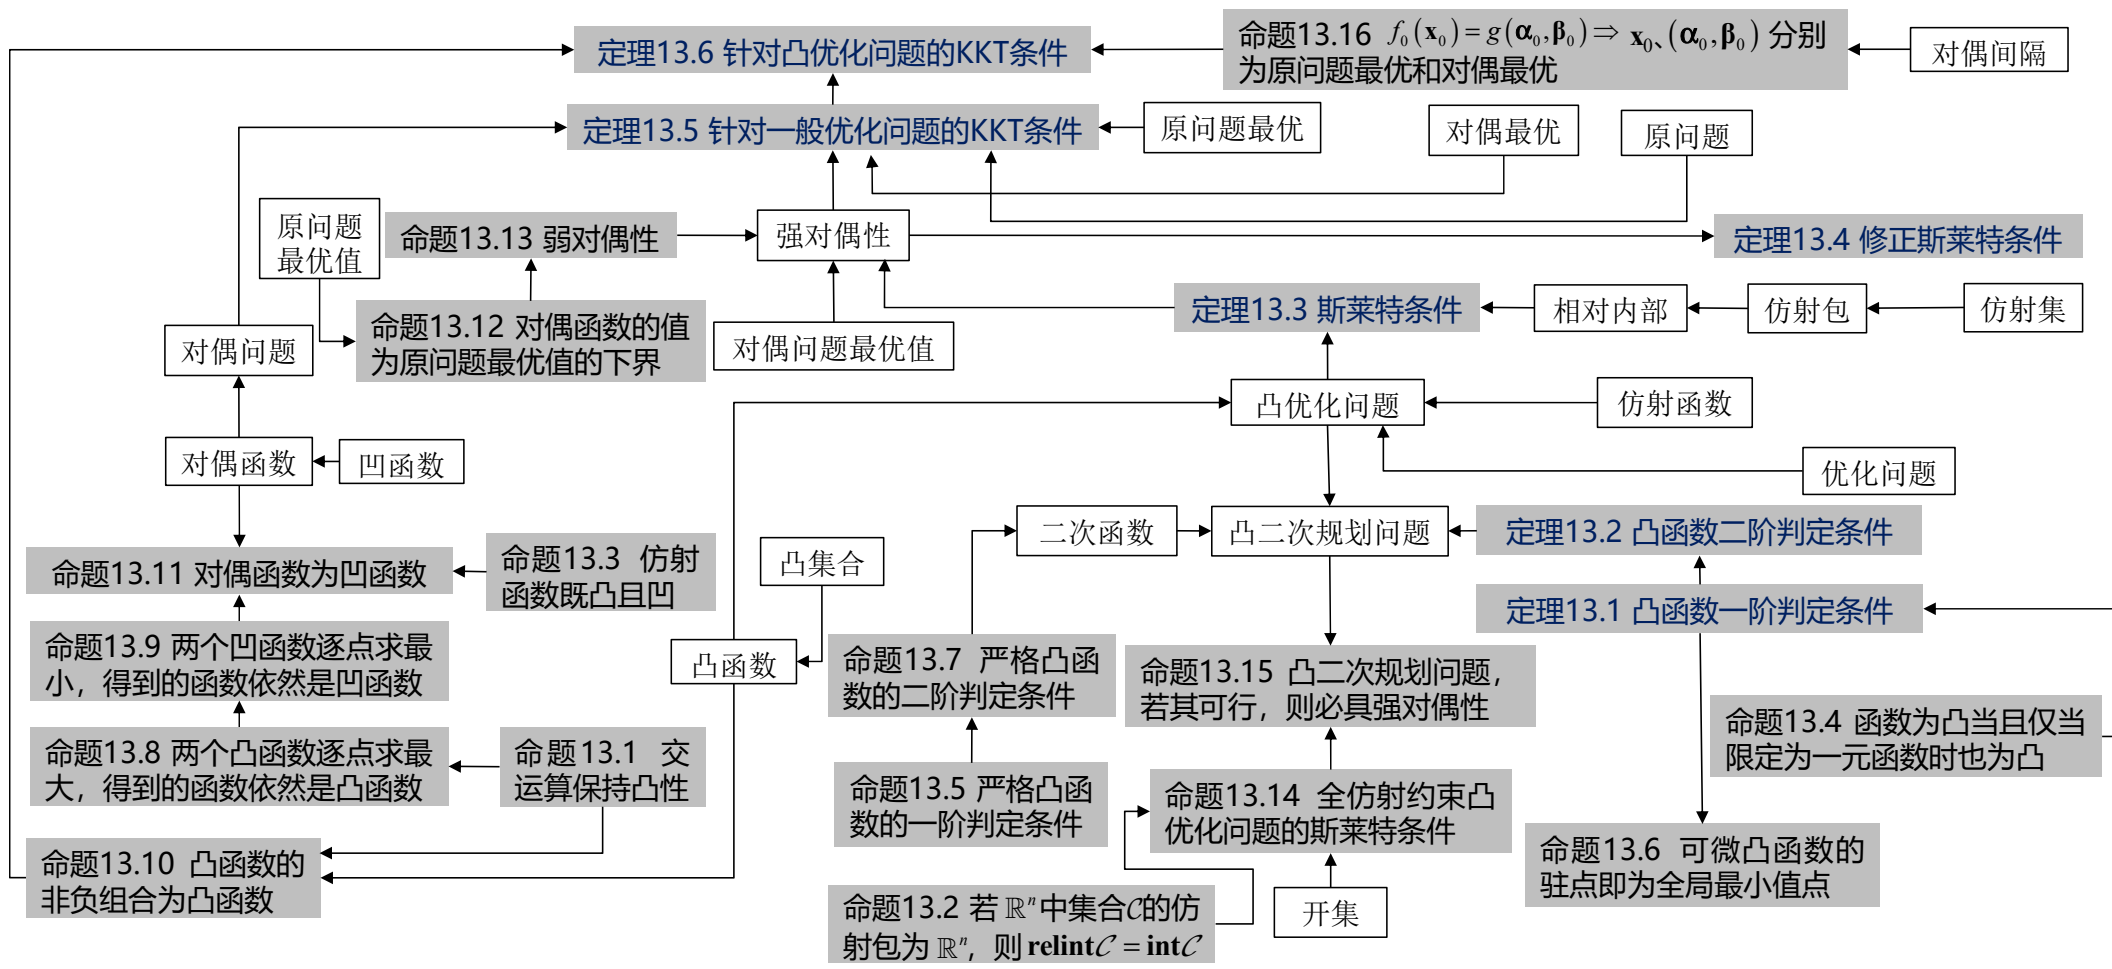 定理13.6 针对凸优化问题的KKT条件
命题13.16 f₀(x₀)=g(α₀,β₀)⇒ x₀、(α₀,β₀) 分别
为原问题最优和对偶最优
对偶间隔
定理13.5 针对一般优化问题的KKT条件
原问题最优
对偶最优
原问题
原问题
最优值
命题13.13 弱对偶性
强对偶性
定理13.4 修正斯莱特条件
对偶问题
命题13.12 对偶函数的值
为原问题最优值的下界
对偶问题最优值
定理13.3 斯莱特条件
相对内部
仿射包
仿射集
凸优化问题
仿射函数
对偶函数
凹函数
优化问题
二次函数
凸二次规划问题
定理13.2 凸函数二阶判定条件
命题13.11 对偶函数为凹函数
命题13.3 仿射
函数既凸且凹
凸集合
定理13.1 凸函数一阶判定条件
命题13.9 两个凹函数逐点求最
小，得到的函数依然是凹函数
凸函数
命题13.7 严格凸函
数的二阶判定条件
命题13.15 凸二次规划问题，
若其可行，则必具强对偶性
命题13.4 函数为凸当且仅当
限定为一元函数时也为凸
命题13.8 两个凸函数逐点求最
大，得到的函数依然是凸函数
命题13.1 交
运算保持凸性
命题13.5 严格凸函
数的一阶判定条件
命题13.14 全仿射约束凸
优化问题的斯莱特条件
命题13.10 凸函数的
非负组合为凸函数
命题13.6 可微凸函数的
驻点即为全局最小值点
命题13.2 若 ℝⁿ中集合𝒞的仿
射包为 ℝⁿ，则 relint𝒞 = int𝒞
开集